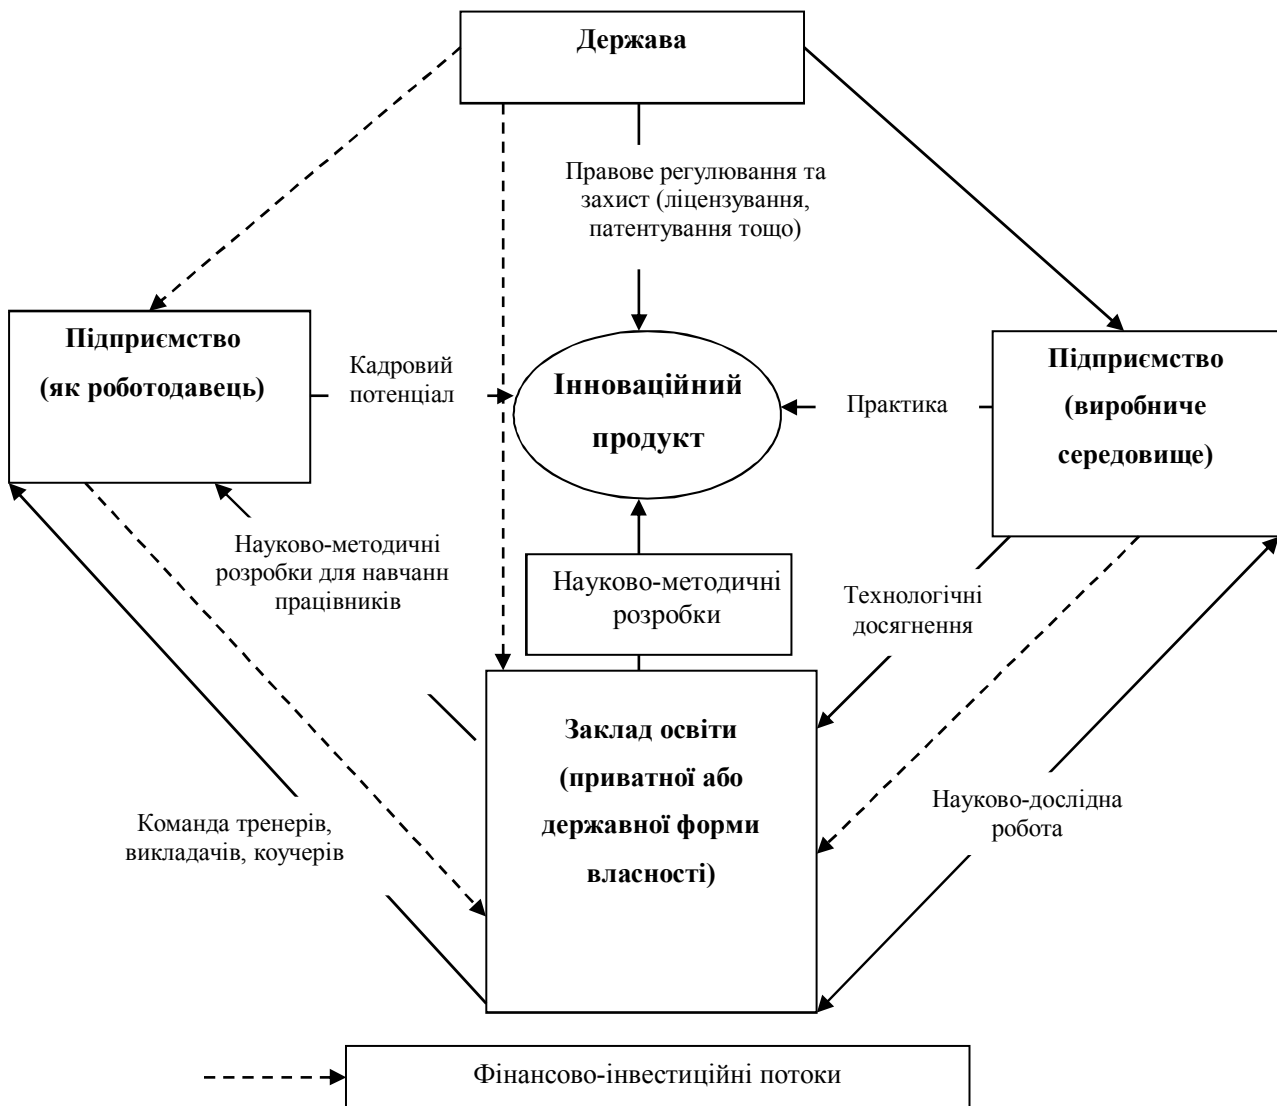 Держава
Правове регулювання та
захист (ліцензування,
патентування тощо)
Підприємство
(як роботодавець)
Кадровий
потенціал
Інноваційний
продукт
Практика
Підприємство
(виробниче
середовище)
Науково-методичні
розробки для навчанн
працівників
Науково-методичні
розробки
Технологічні
досягнення
Заклад освіти
(приватної або
державної форми
власності)
Команда тренерів,
викладачів, коучерів
Науково-дослідна
робота
Фінансово-інвестиційні потоки